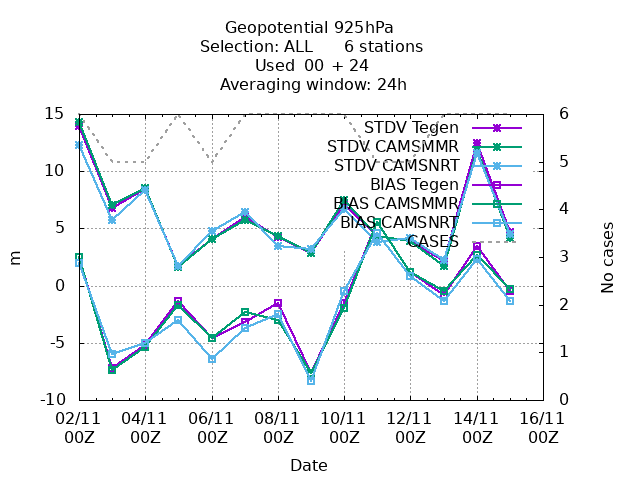 Geopotential 925hPa
Selection: ALL 6 stations
Used 00 + 24
Averaging window: 24h
15
10
5
0
-5
-10
m
6
5
4
3
2
1
0
No cases
STDV Tegen
STDV CAMSMMR
STDV CAMSNRT
BIAS Tegen
BIAS CAMSMMR
BIAS CAMSNRT
CASES
02/11 04/11 06/11 08/11 10/11 12/11 14/11 16/11
00Z 00Z 00Z 00Z 00Z 00Z 00Z 00Z
Date